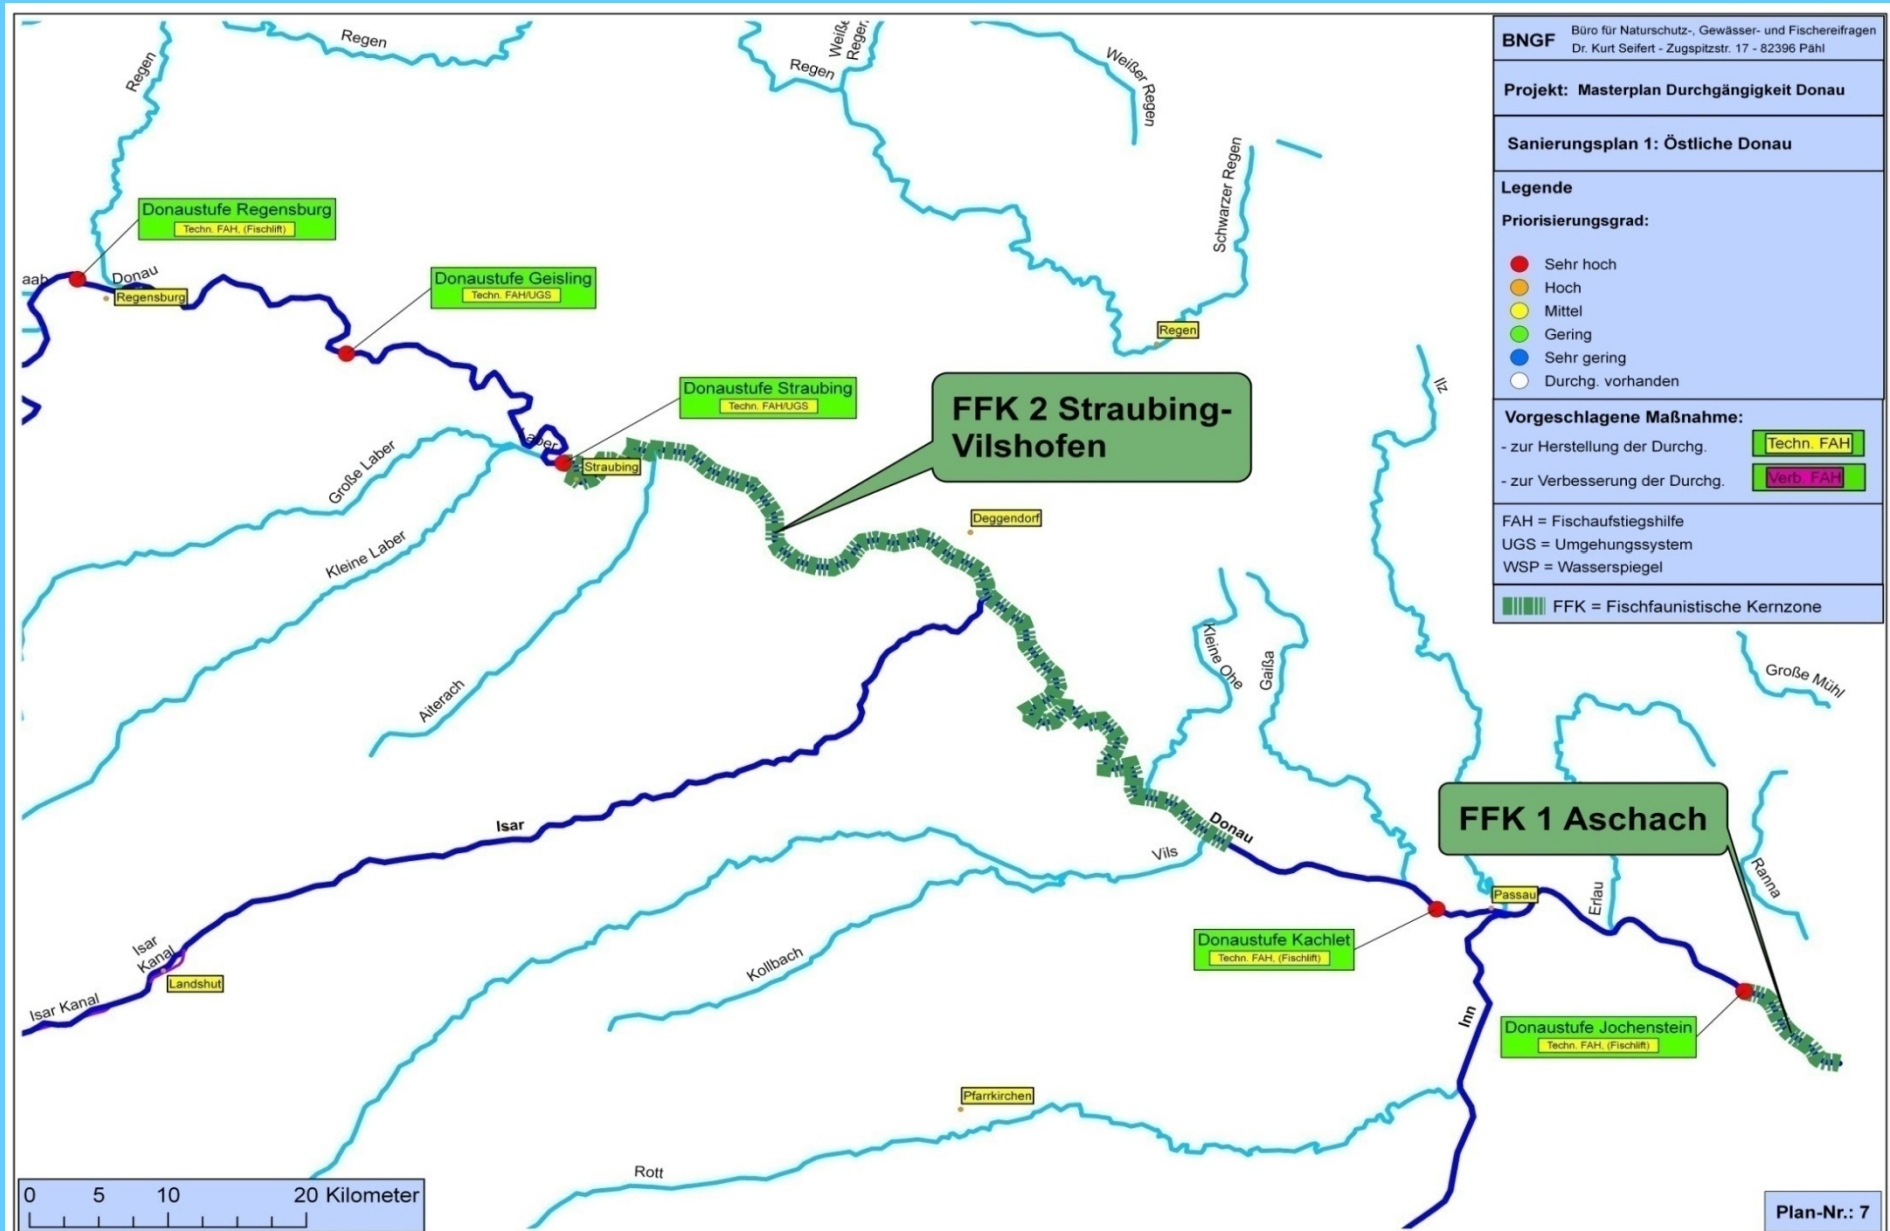 Regen
Regen
Weiße
Regen
Regen
Weißer Regen
Schwarzer Regen
BNGF
Büro für Naturschutz-, Gewässer- und Fischereifragen
Dr. Kurt Seifert - Zugspitzstr. 17 - 82396 Pähl
Projekt: Masterplan Durchgängigkeit Donau
Sanierungsplan 1: Östliche Donau
Legende
Priorisierungsgrad:
Sehr hoch
Hoch
Mittel
Gering
Sehr gering
Durchg. vorhanden
Vorgeschlagene Maßnahme:
- zur Herstellung der Durchg.
Techn. FAH
- zur Verbesserung der Durchg.
Verb. FAH
FAH = Fischaufstiegshilfe
UGS = Umgehungssystem
WSP = Wasserspiegel
FFK = Fischfaunistische Kernzone
Donaustufe Regensburg
Techn. FAH, (Fischlift)
aab
Donau
Regensburg
Donaustufe Geisling
Techn. FAH/UGS
Regen
Donaustufe Straubing
Techn. FAH/UGS
FFK 2 Straubing-
Vilshofen
Ilz
Große Laber
Laber
Straubing
Kleine Laber
Deggendorf
Aiterach
Kleine Ohe
Gaißa
Große Mühl
Isar
Donau
Vils
FFK 1 Aschach
Ranna
Passau
Erlau
Isar
Kanal
Landshut
Isar Kanal
Kollbach
Donaustufe Kachlet
Techn. FAH, (Fischlift)
Inn
Donaustufe Jochenstein
Techn. FAH, (Fischlift)
Pfarrkirchen
Rott
0 5 10 20 Kilometer
Plan-Nr.: 7